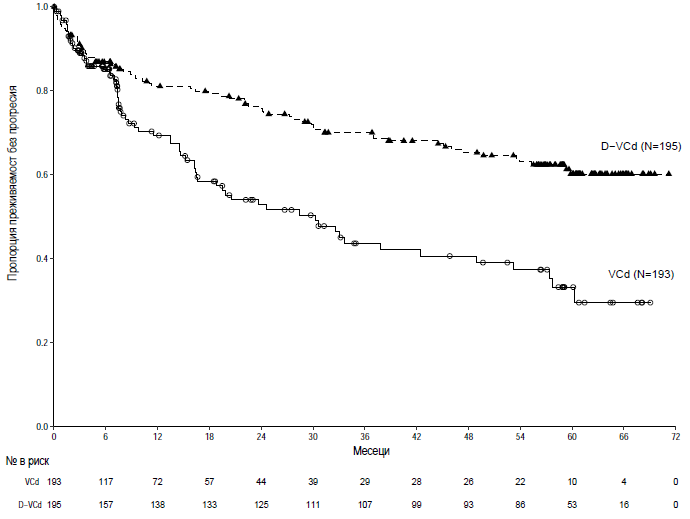 Пропорция преживяемост без прогресия
1.0
0.8
0.6
0.4
0.2
0.0
D-VCd (N=195)
VCd (N=193)
0 6 12 18 24 30 36 42 48 54 60 66 72
Месеци
№ в риск
VCd 193 117 72 57 44 39 29 28 26 22 10 4 0
D-VCd 195 157 138 133 125 111 107 99 93 86 53 16 0